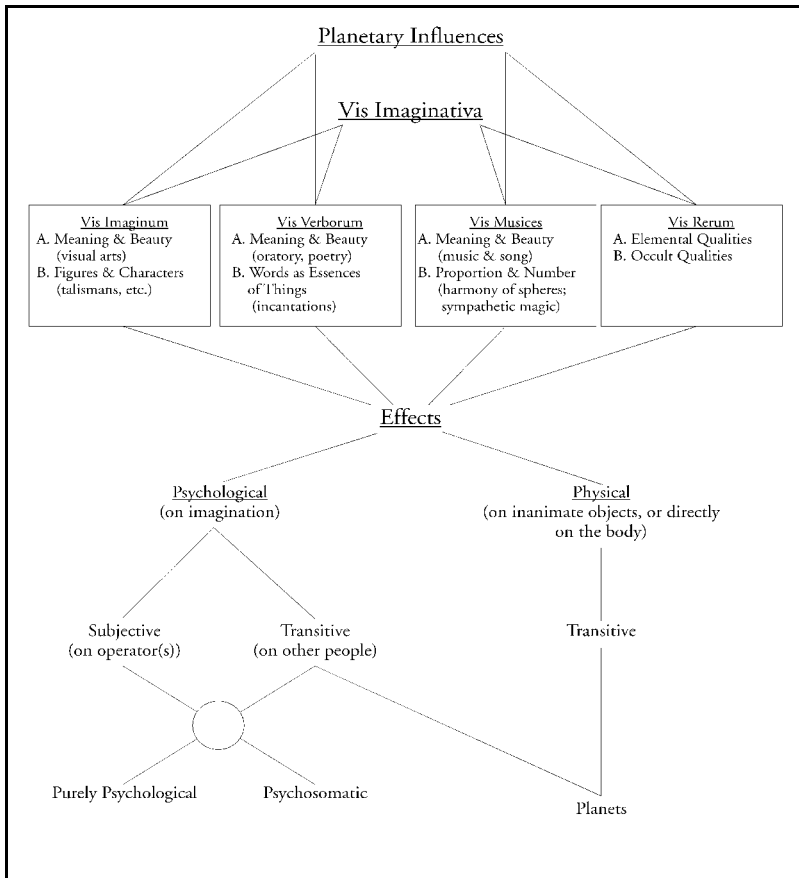 Planetary Influences
Vis Imaginativa
Vis Imaginum
A. Meaning & Beauty
(visual arts)
B. Figures & Characters
(talismans, etc.)
Vis Verborum
A. Meaning & Beauty
(oratory, poetry)
B. Words as Essences
of Things
(incantations)
Vis Musices
A. Meaning & Beauty
(music & song)
B. Proportion & Number
(harmony of spheres;
sympathetic magic)
Vis Rerum
A. Elemental Qualities
B. Occult Qualities
Effects
Psychological
(on imagination)
Physical
(on inanimate objects, or directly
on the body)
Subjective
(on operator(s))
Transitive
(on other people)
Transitive
Purely Psychological
Psychosomatic
Planets